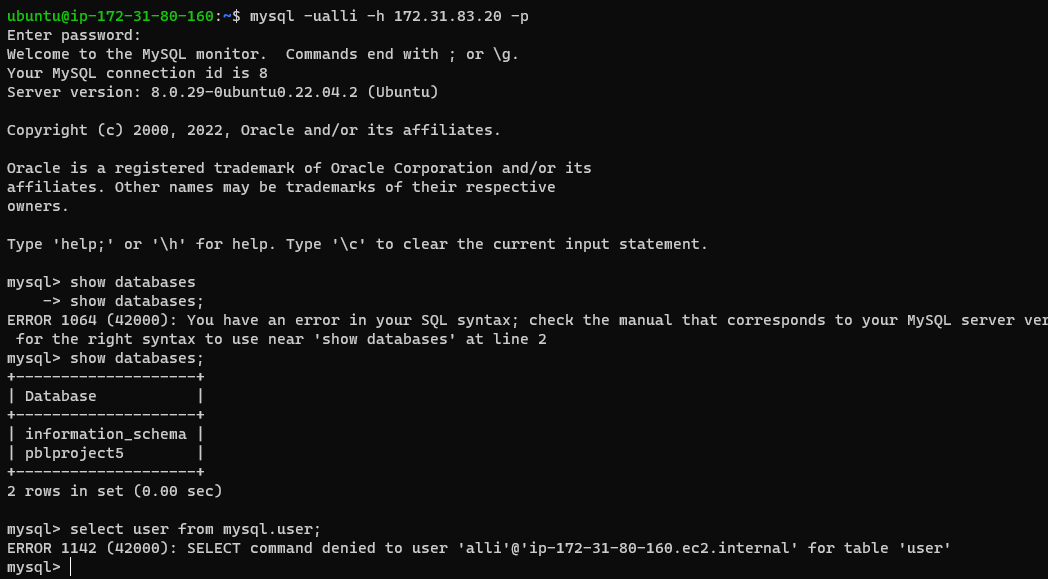 ubuntu@ip-172-31-80-160:~$ mysql -ualli -h 172.31.83.20 -p
Enter password:
Welcome to the MySQL monitor.  Commands end with ; or \g.
Your MySQL connection id is 8
Server version: 8.0.29-0ubuntu0.22.04.2 (Ubuntu)

Copyright (c) 2000, 2022, Oracle and/or its affiliates.

Oracle is a registered trademark of Oracle Corporation and/or its
affiliates. Other names may be trademarks of their respective
owners.

Type 'help;' or '\h' for help. Type '\c' to clear the current input statement.

mysql> show databases
    -> show databases;
ERROR 1064 (42000): You have an error in your SQL syntax; check the manual that corresponds to your MySQL server ver
 for the right syntax to use near 'show databases' at line 2
mysql> show databases;
+--------------------+
| Database           |
+--------------------+
| information_schema |
| pblproject5        |
+--------------------+
2 rows in set (0.00 sec)

mysql> select user from mysql.user;
ERROR 1142 (42000): SELECT command denied to user 'alli'@'ip-172-31-80-160.ec2.internal' for table 'user'
mysql>